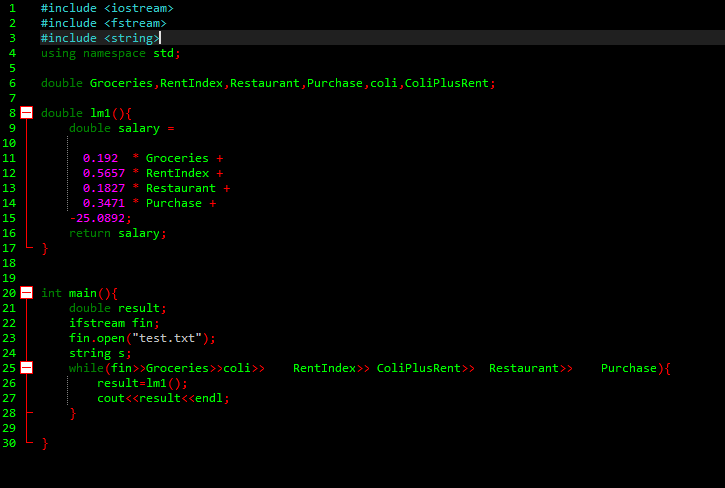 1 #include <iostream>
2 #include <fstream>
3 #include <string>
4 using namespace std;
5
6 double Groceries,RentIndex,Restaurant,Purchase,coli,ColiPlusRent;
7
8 double lm1(){
9 double salary =
10
11 0.192 * Groceries +
12 0.5657 * RentIndex +
13 0.1827 * Restaurant +
14 0.3471 * Purchase +
15 -25.0892;
16 return salary;
17 }
18
19
20 int main(){
21 double result;
22 ifstream fin;
23 fin.open("test.txt");
24 string s;
25 while(fin>>Groceries>>coli>> RentIndex>> ColiPlusRent>> Restaurant>> Purchase){
26 result=lm1();
27 cout<<result<<endl;
28 }
29
30 }